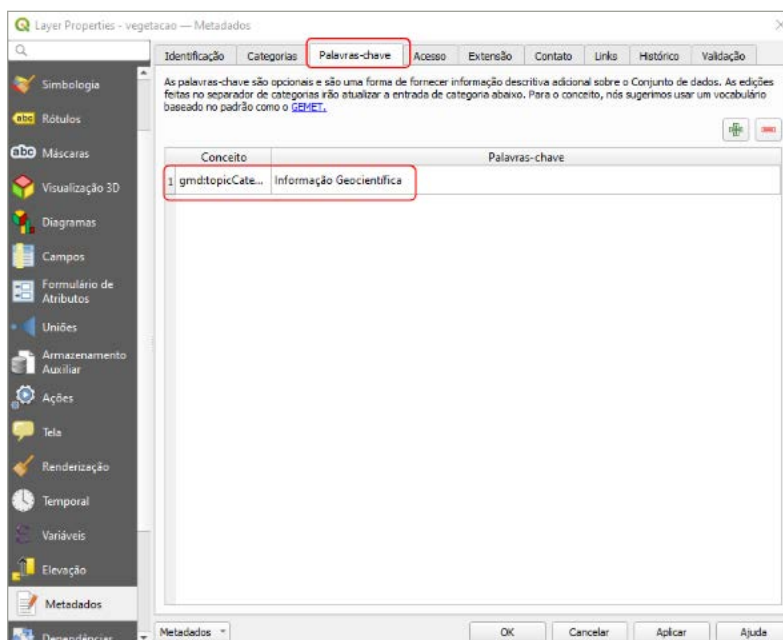 Layer Properties - vegetacao — Metadados
Identificação Categorias Palavras-chave Acesso Extensão Contato Links Histórico Validação
As palavras-chave são opcionais e são uma forma de fornecer informação descritiva adicional sobre o Conjunto de dados. As edições
feitas no separador de categorias irão atualizar a entrada de categoria abaixo. Para o conceito, nós sugerimos usar um vocabulário
baseado no padrão como o GEMET.
Simbologia
abc Rótulos
abc Máscaras
Visualização 3D
Diagramas
Campos
Formulário de
Atributos
Uniões
Armazenamento
Auxiliar
Ações
Tela
Renderização
Temporal
Variáveis
Elevação
Metadados
Dependências
Conceito Palavras-chave
1 gmd:topicCate... Informação Geocientífica
Metadados OK Cancelar Aplicar Ajuda